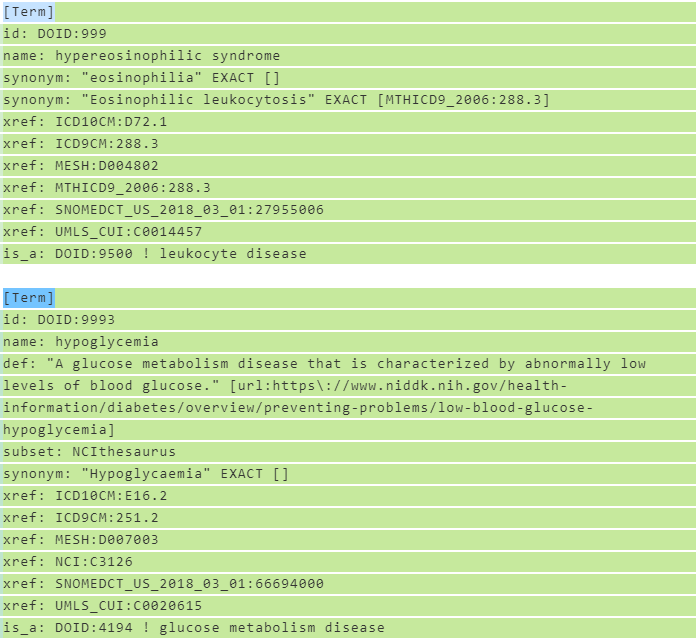 [Term]
id: DOID:999
name: hypereosinophilic syndrome
synonym: "eosinophilia" EXACT []
synonym: "Eosinophilic leukocytosis" EXACT [MTHICD9_2006:288.3]
xref: ICD10CM:D72.1
xref: ICD9CM:288.3
xref: MESH:D004802
xref: MTHICD9_2006:288.3
xref: SNOMEDCT_US_2018_03_01:27955006
xref: UMLS_CUI:C0014457
is_a: DOID:9500 ! leukocyte disease
[Term]
id: DOID:9993
name: hypoglycemia
def: "A glucose metabolism disease that is characterized by abnormally low
levels of blood glucose." [url:https\://www.niddk.nih.gov/health-
information/diabetes/overview/preventing-problems/low-blood-glucose-
hypoglycemia]
subset: NCIthesaurus
synonym: "Hypoglycaemia" EXACT []
xref: ICD10CM:E16.2
xref: ICD9CM:251.2
xref: MESH:D007003
xref: NCI:C3126
xref: SNOMEDCT_US_2018_03_01:66694000
xref: UMLS_CUI:C0020615
is_a: DOID:4194 ! glucose metabolism disease